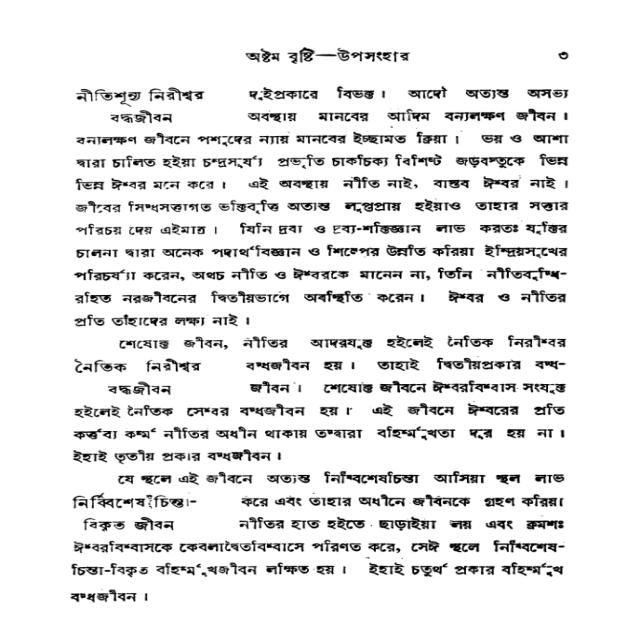 অষ্টম বৃষ্টি—উপসংহার ৩
নীতিশূন্য নিরীশ্বর দুইপ্রকারে বিভক্ত। আদৌ অত্যন্ত অসভ্য
বদ্ধজীবন অবস্থায় মানবের আদিম বন্যলক্ষণ জীবন।
বন্যলক্ষণ জীবনে পশুদের ন্যায় মানবের ইচ্ছামত ক্রিয়া। ভয় ও আশা
দ্বারা চালিত হইয়া চন্দ্রসূর্য্য প্রভৃতি চাকচিক্য বিশিষ্ট জড়বস্তুকে ভিন্ন
ভিন্ন ঈশ্বর মনে করে। এই অবস্থায় নীতি নাই, বাস্তব ঈশ্বর নাই।
জীবের সিদ্ধসত্তাগত ভক্তিবৃত্তি অত্যন্ত লুপ্তপ্রায় হইয়াও তাহার সত্তার
পরিচয় দেয় এইমাত্র। যিনি দ্রব্য ও দ্রব্য-শক্তিজ্ঞান লাভ করতঃ যুক্তির
চালনা দ্বারা অনেক পদার্থবিজ্ঞান ও শিল্পের উন্নতি করিয়া ইন্দ্রিয়সুখের
পরিচর্য্যা করেন, অথচ নীতি ও ঈশ্বরকে মানেন না, তিনি নীতিবুদ্ধি-
রহিত নরজীবনের দ্বিতীয়ভাগে অবস্থিতি করেন। ঈশ্বর ও নীতির
প্রতি তাঁহাদের লক্ষ্য নাই।
শেষোক্ত জীবন, নীতির আদরযুক্ত হইলেই নৈতিক নিরীশ্বর
নৈতিক নিরীশ্বর বদ্ধজীবন হয়। তাহাই দ্বিতীয়প্রকার বদ্ধ-
বদ্ধজীবন জীবন। শেষোক্ত জীবনে ঈশ্বরবিশ্বাস সংযুক্ত
হইলেই নৈতিক সেশ্বর বদ্ধজীবন হয়। এই জীবনে ঈশ্বরের প্রতি
কর্ত্তব্য কর্ম্ম নীতির অধীন থাকায় তদ্দ্বারা বহির্ম্মুখতা দূর হয় না।
ইহাই তৃতীয় প্রকার বদ্ধজীবন।
যে স্থলে এই জীবনে অত্যন্ত নির্ব্বিশেষচিন্তা আসিয়া স্থল লাভ
নির্ব্বিশেষ চিন্তা- করে এবং তাহার অধীনে জীবনকে গ্রহণ করিয়া
বিকৃত জীবন নীতির হাত হইতে ছাড়াইয়া লয় এবং ক্রমশঃ
ঈশ্বরবিশ্বাসকে কেবলাদ্বৈতবিশ্বাসে পরিণত করে, সেঈ স্থলে নির্ব্বিশেষ-
চিন্তা-বিকৃত বহির্ম্মুখজীবন লক্ষিত হয়। ইহাই চতুর্থ প্রকার বহির্ম্মুখ
বদ্ধজীবন।